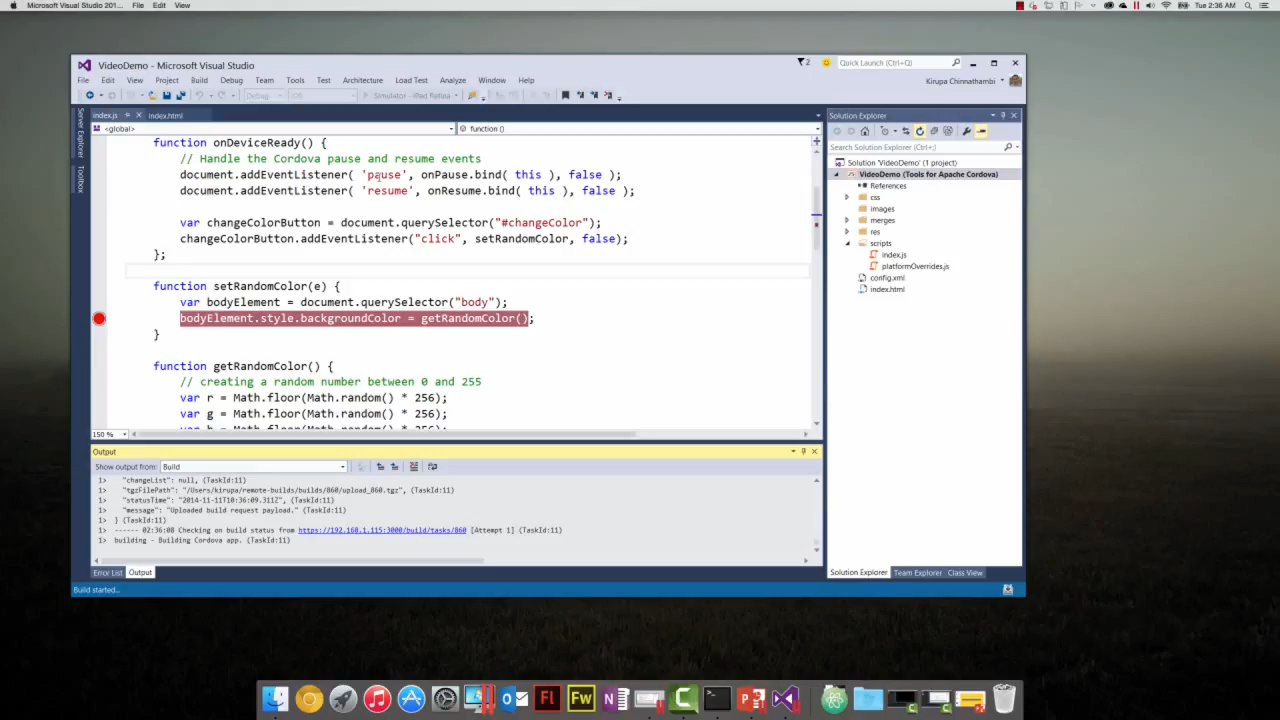 Microsoft Visual Studio 201... File Edit View
Tue 2:36 AM
VideoDemo - Microsoft Visual Studio
2
Quick Launch (Ctrl+Q)
File Edit View Project Build Debug Team Tools Test Architecture Load Test Analyze Window Help
Kirupa Chinnathambi
Debug
iOS
Simulator - iPad Retina
Server Explorer
Toolbox
index.js
index.html
<global>
function ()
function onDeviceReady() {
// Handle the Cordova pause and resume events
document.addEventListener( 'pause', onPause.bind( this ), false );
document.addEventListener( 'resume', onResume.bind( this ), false );
var changeColorButton = document.querySelector("#changeColor");
changeColorButton.addEventListener("click", setRandomColor, false);
};
function setRandomColor(e) {
var bodyElement = document.querySelector("body");
bodyElement.style.backgroundColor = getRandomColor();
}
function getRandomColor() {
// creating a random number between 0 and 255
var r = Math.floor(Math.random() * 256);
var g = Math.floor(Math.random() * 256);
150 %
Output
Show output from: Build
1> "changeList": null, (TaskId:11)
1> "tgzFilePath": "/Users/kirupa/remote-builds/builds/860/upload_860.tgz", (TaskId:11)
1> "statusTime": "2014-11-11T10:36:09.311Z", (TaskId:11)
1> "message": "Uploaded build request payload." (TaskId:11)
1> } (TaskId:11)
1> ------ 02:36:08 Checking on build status from https://192.168.1.115:3000/build/tasks/860 [Attempt 1] (TaskId:11)
1> building - Building Cordova app. (TaskId:11)
Error List Output
Build started...
Solution Explorer
Search Solution Explorer (Ctrl+;)
Solution 'VideoDemo' (1 project)
VideoDemo (Tools for Apache Cordova)
References
css
images
merges
res
scripts
index.js
platformOverrides.js
config.xml
index.html
Solution Explorer Team Explorer Class View
Fl
Fw